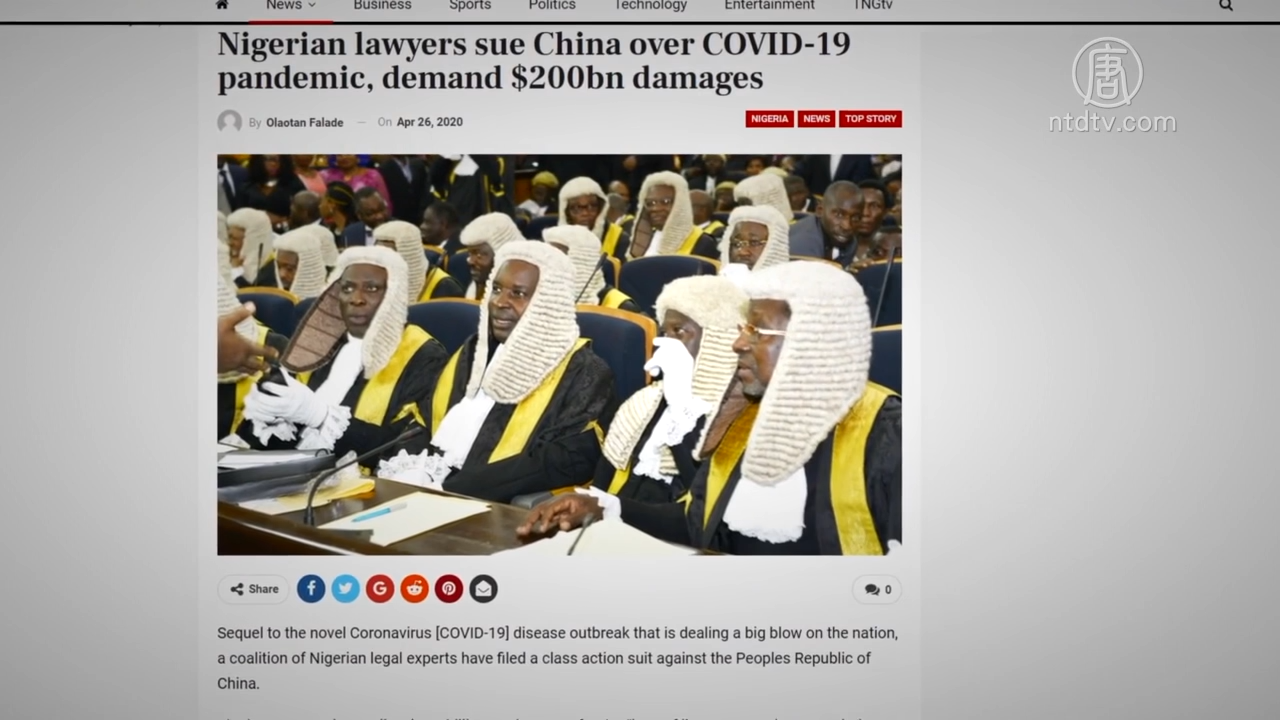 News
Business
Sports
Politics
Technology
Entertainment
TNGtv
Nigerian lawyers sue China over COVID-19
pandemic, demand $200bn damages
By Olaotan Falade — On Apr 26, 2020
NIGERIA
NEWS
TOP STORY
唐
ntdtv.com
Share
0
Sequel to the novel Coronavirus [COVID-19] disease outbreak that is dealing a big blow on the nation,
a coalition of Nigerian legal experts have filed a class action suit against the Peoples Republic of
China.